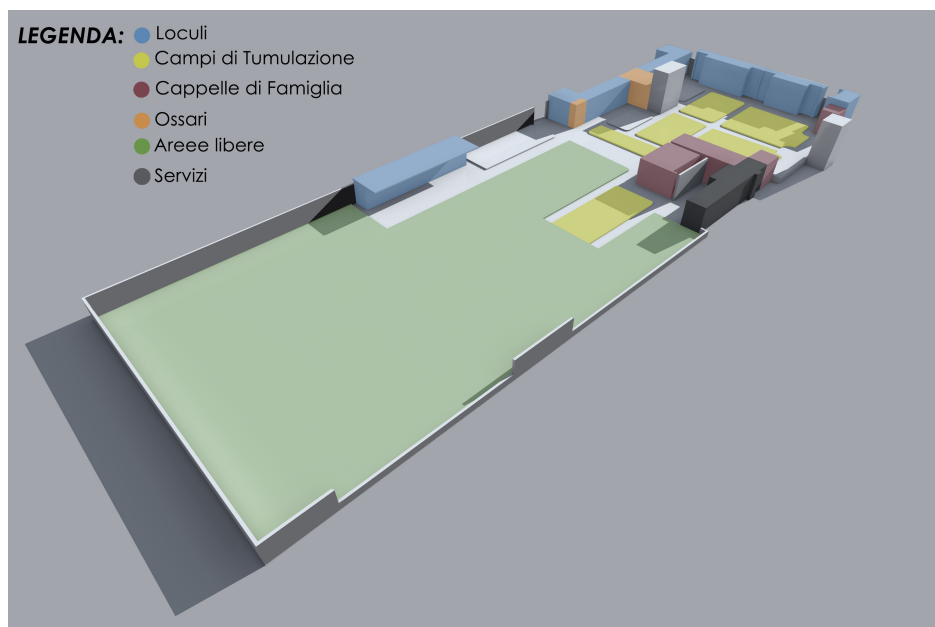 LEGENDA:
Loculi
Campi di Tumulazione
Cappelle di Famiglia
Ossari
Areee libere
Servizi